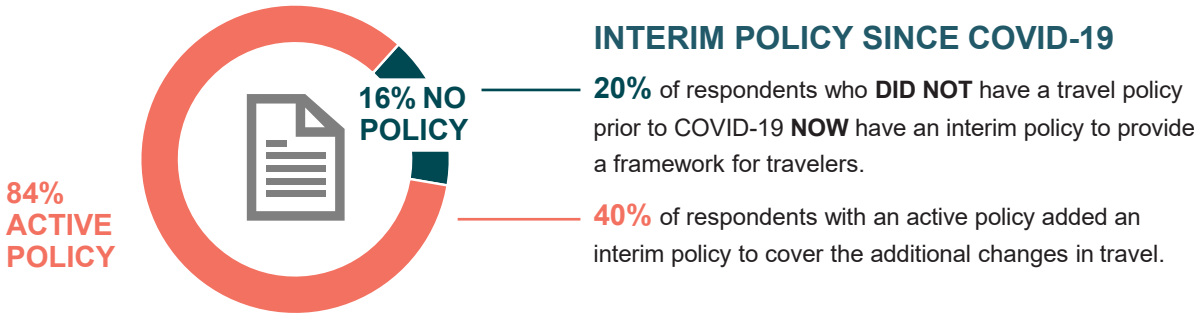 INTERIM POLICY SINCE COVID-19
16% NO
POLICY
20% of respondents who DID NOT have a travel policy
prior to COVID-19 NOW have an interim policy to provide
a framework for travelers.
84%
ACTIVE
POLICY
40% of respondents with an active policy added an
interim policy to cover the additional changes in travel.